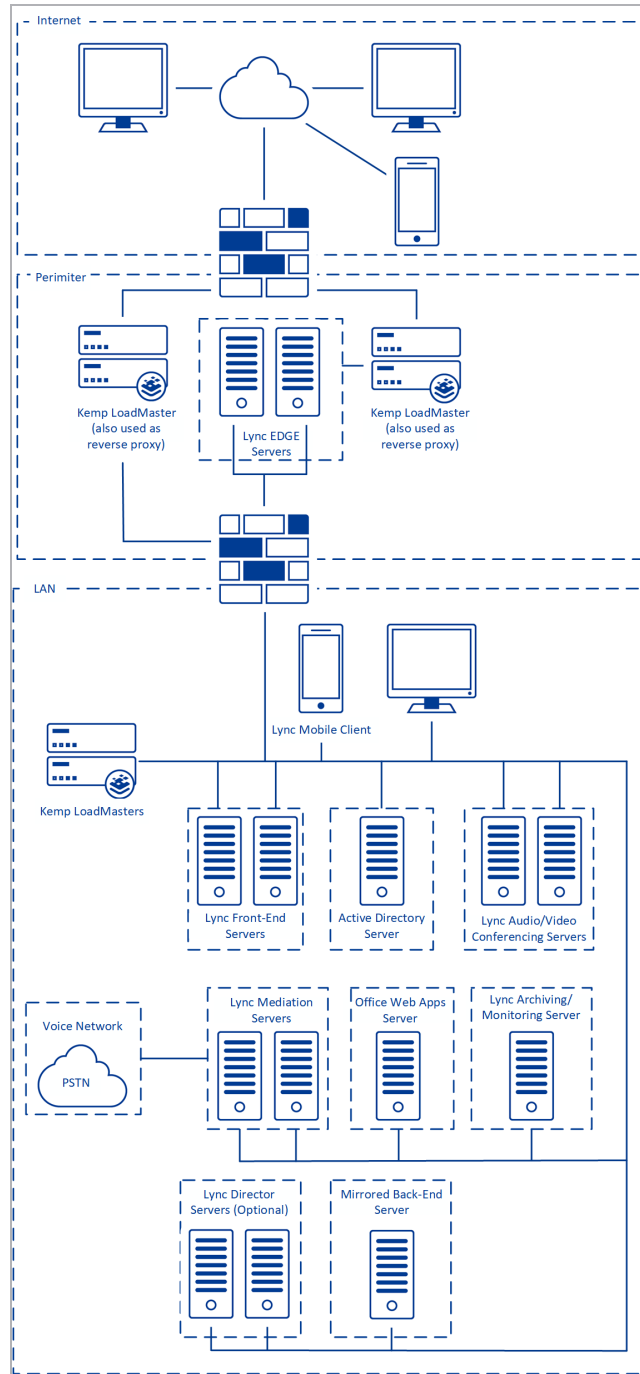 Internet
Perimiter
Kemp LoadMaster
(also used as
reverse proxy)
Lync EDGE
Servers
Kemp LoadMaster
(also used as
reverse proxy)
LAN
Lync Mobile Client
Kemp LoadMasters
Lync Front-End
Servers
Active Directory
Server
Lync Audio/Video
Conferencing Servers
Voice Network
PSTN
Lync Mediation
Servers
Office Web Apps
Server
Lync Archiving/
Monitoring Server
Lync Director
Servers (Optional)
Mirrored Back-End
Server